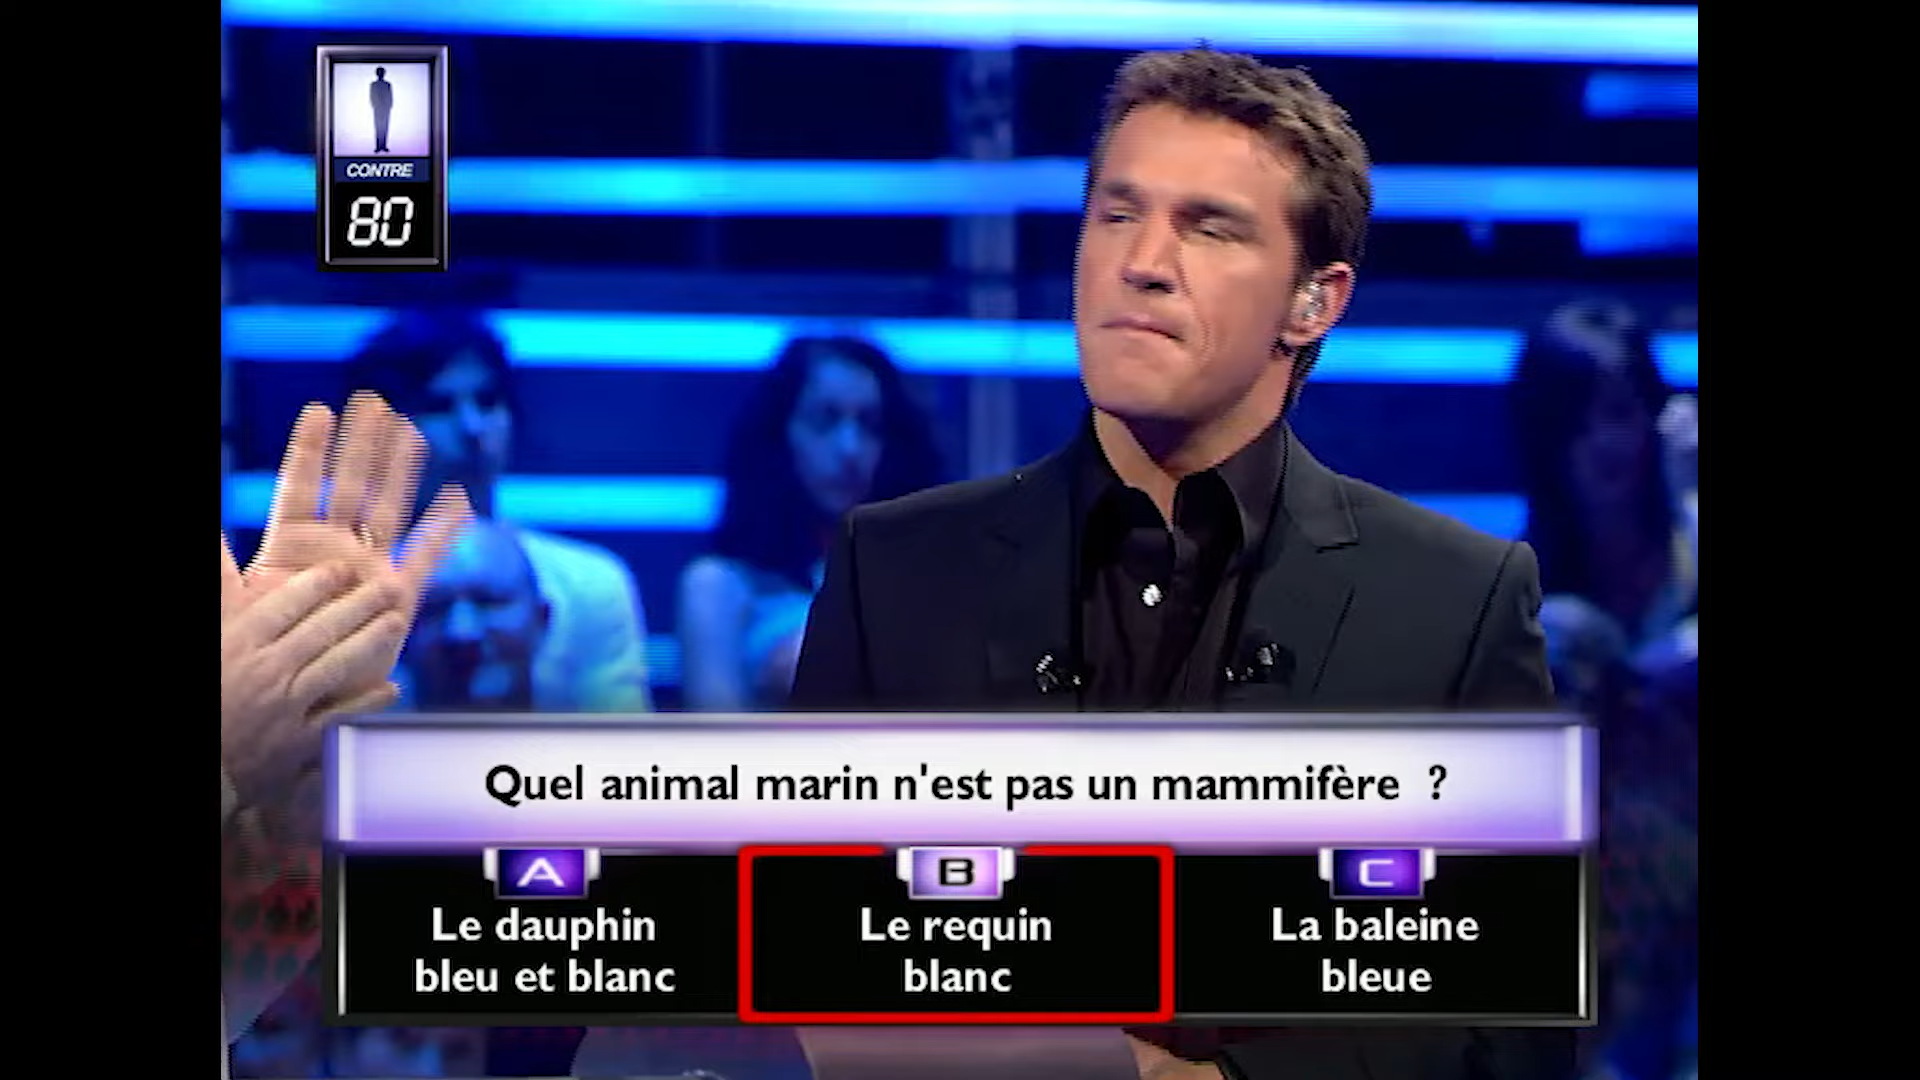 CONTRE
80
Quel animal marin n'est pas un mammifère ?
A
Le dauphin
bleu et blanc
B
Le requin
blanc
C
La baleine
bleue